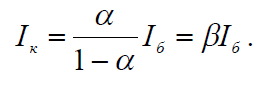 Iк = α / (1 − α) Iб = βIб .